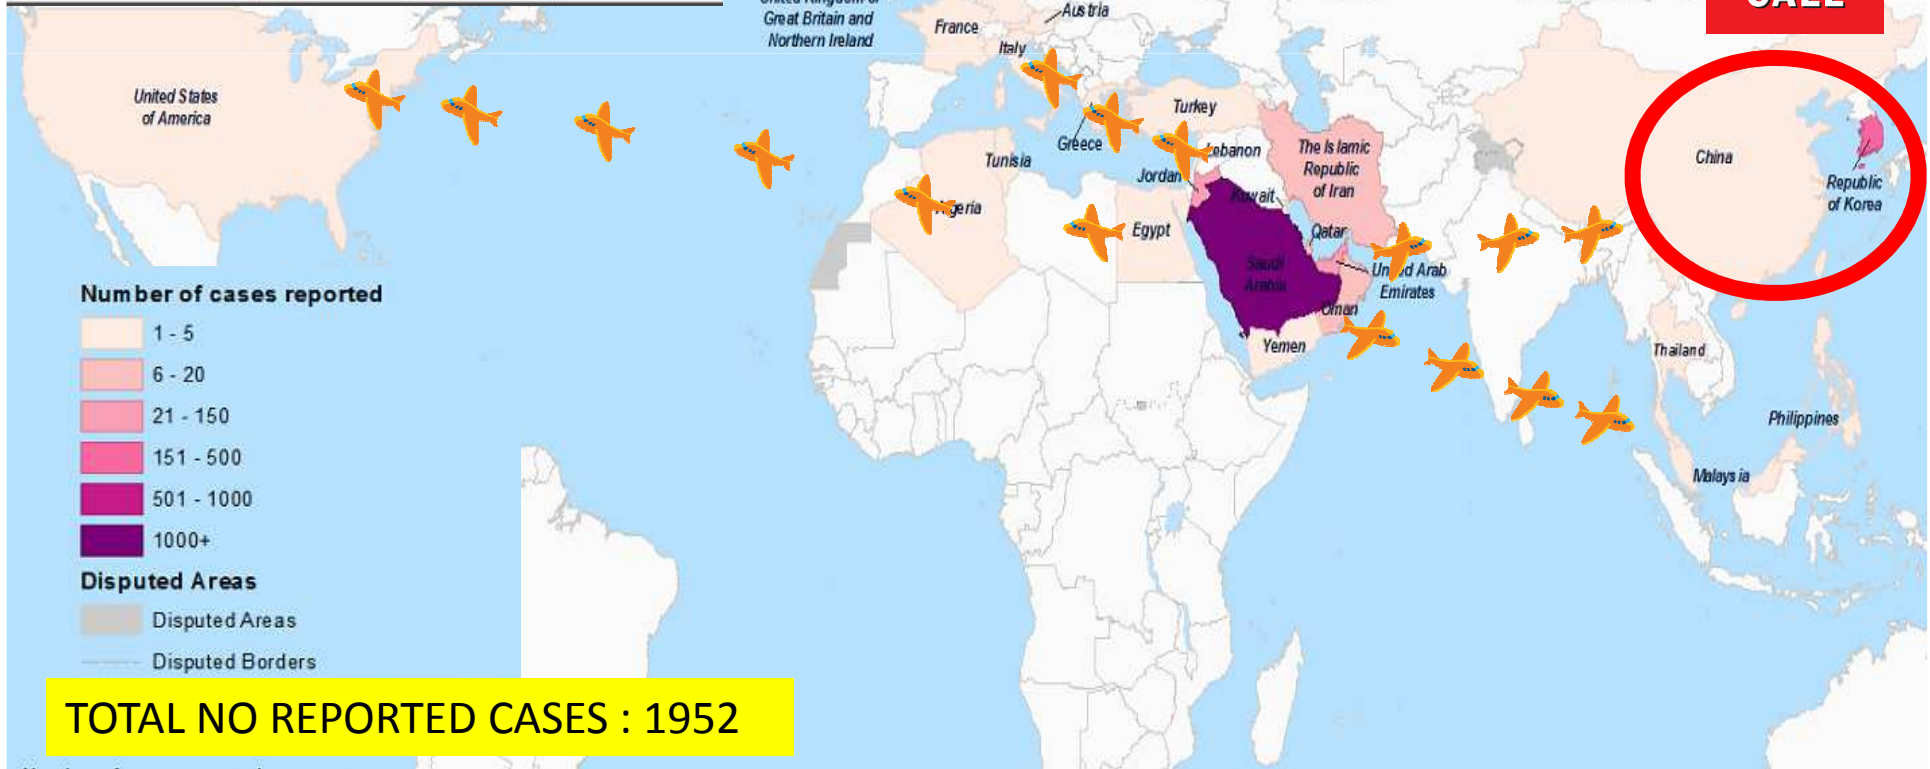 CALL
Great Britain and
Northern Ireland
France
Austria
Italy
United States
of America
Turkey
Greece
Lebanon
Tunisia
Jordan
The Islamic
Republic
of Iran
China
Republic
of Korea
Kuwait
Algeria
Egypt
Qatar
Saudi
Arabia
United Arab
Emirates
Oman
Yemen
Thailand
Philippines
Malaysia
Number of cases reported
1 - 5
6 - 20
21 - 150
151 - 500
501 - 1000
1000+
Disputed Areas
Disputed Areas
Disputed Borders
TOTAL NO REPORTED CASES : 1952